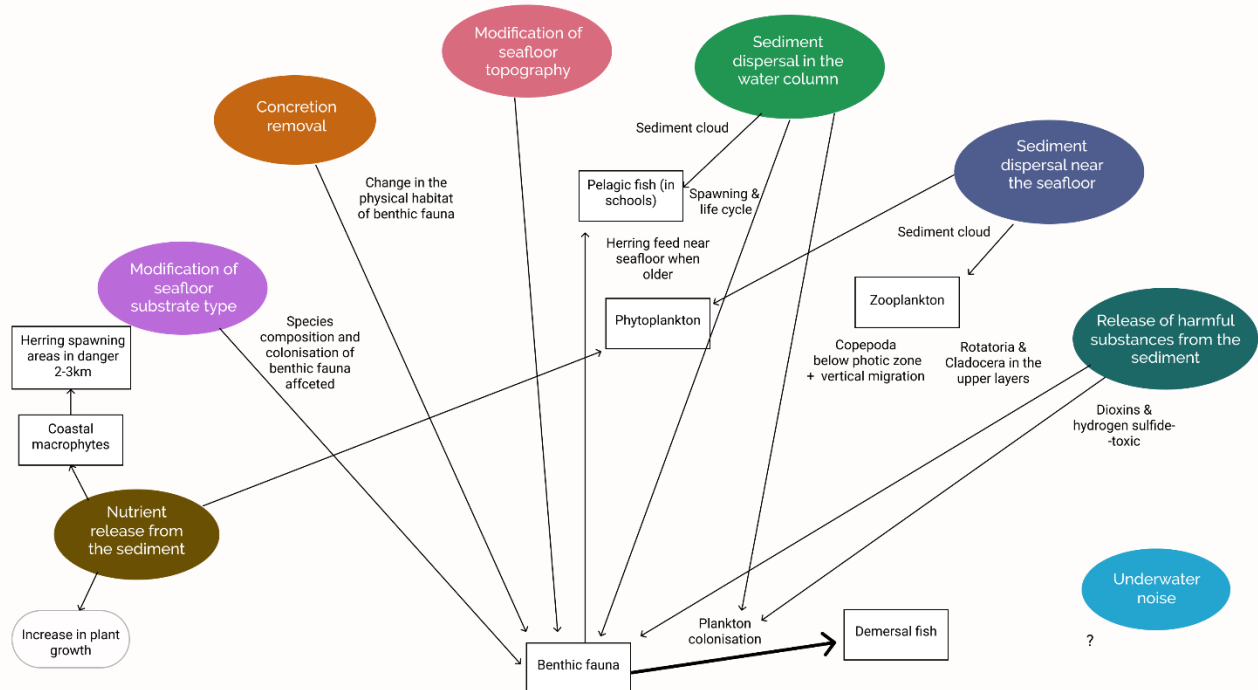 Modification of
seafloor
topography
Sediment
dispersal in the
water column
Concretion
removal
Sediment cloud
Sediment
dispersal near
the seafloor
Change in the
physical habitat
of benthic fauna
Pelagic fish (in
schools)
Spawning &
life cycle
Sediment cloud
Modification of
seafloor
substrate type
Herring feed near
seafloor when
older
Zooplankton
Phytoplankton
Release of harmful
substances from the
sediment
Species
composition and
colonisation of
benthic fauna
affceted
Herring spawning
areas in danger
2-3km
Copepoda
below photic zone
+ vertical migration
Rotatoria &
Cladocera in the
upper layers
Coastal
macrophytes
Dioxins &
hydrogen sulfide-
-toxic
Nutrient
release from
the sediment
Underwater
noise
Increase in plant
growth
Plankton
colonisation
Demersal fish
?
Benthic fauna